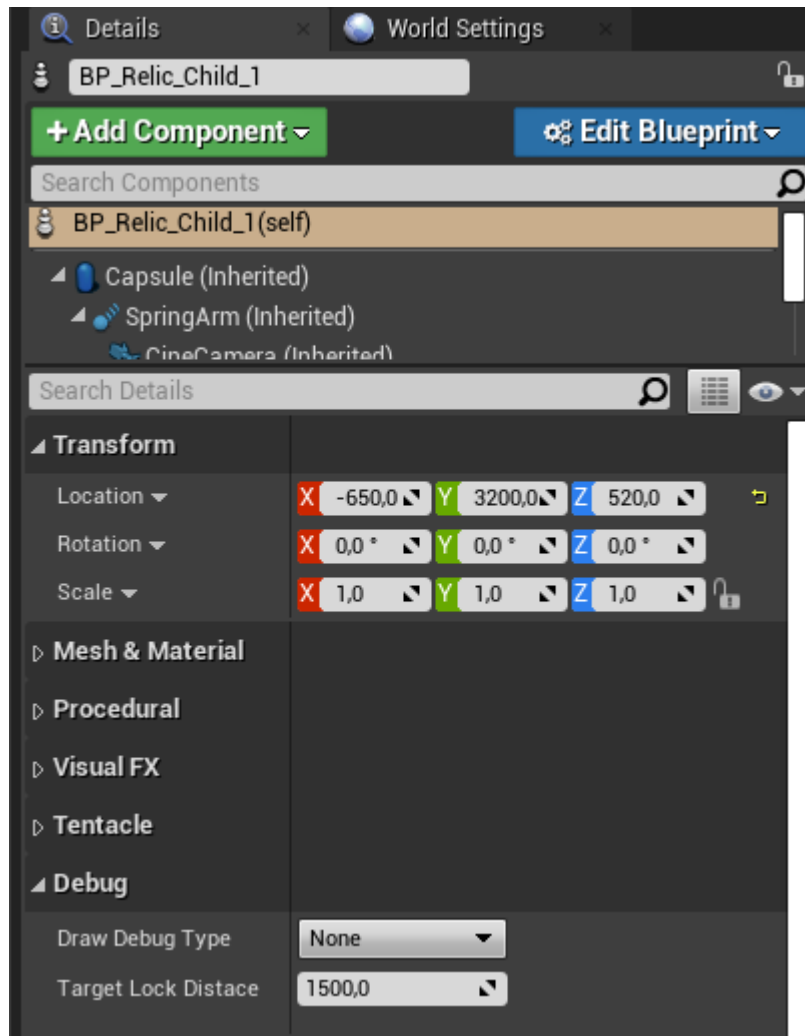 Details World Settings
BP_Relic_Child_1
+ Add Component Edit Blueprint
Search Components
BP_Relic_Child_1(self)
Capsule (Inherited)
SpringArm (Inherited)
CineCamera (Inherited)
Search Details
Transform
Location X -650,0 Y 3200,0 Z 520,0
Rotation X 0,0 ° Y 0,0 ° Z 0,0 °
Scale X 1,0 Y 1,0 Z 1,0
Mesh & Material
Procedural
Visual FX
Tentacle
Debug
Draw Debug Type None
Target Lock Distace 1500,0